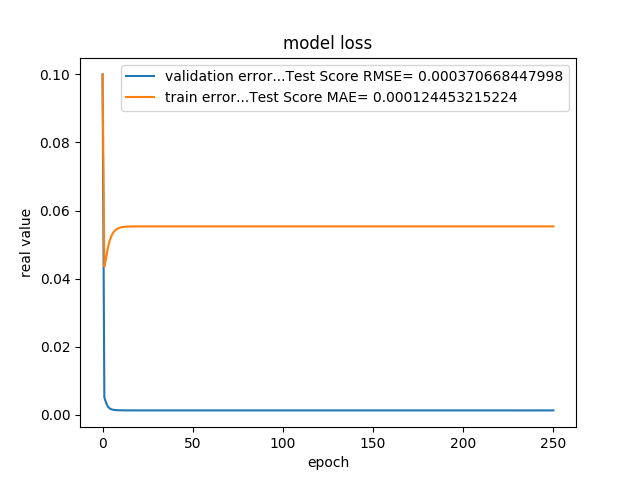 model loss
validation error...Test Score RMSE= 0.000370668447998
train error...Test Score MAE= 0.000124453215224
real value
0.10
0.08
0.06
0.04
0.02
0.00
0 50 100 150 200 250
epoch